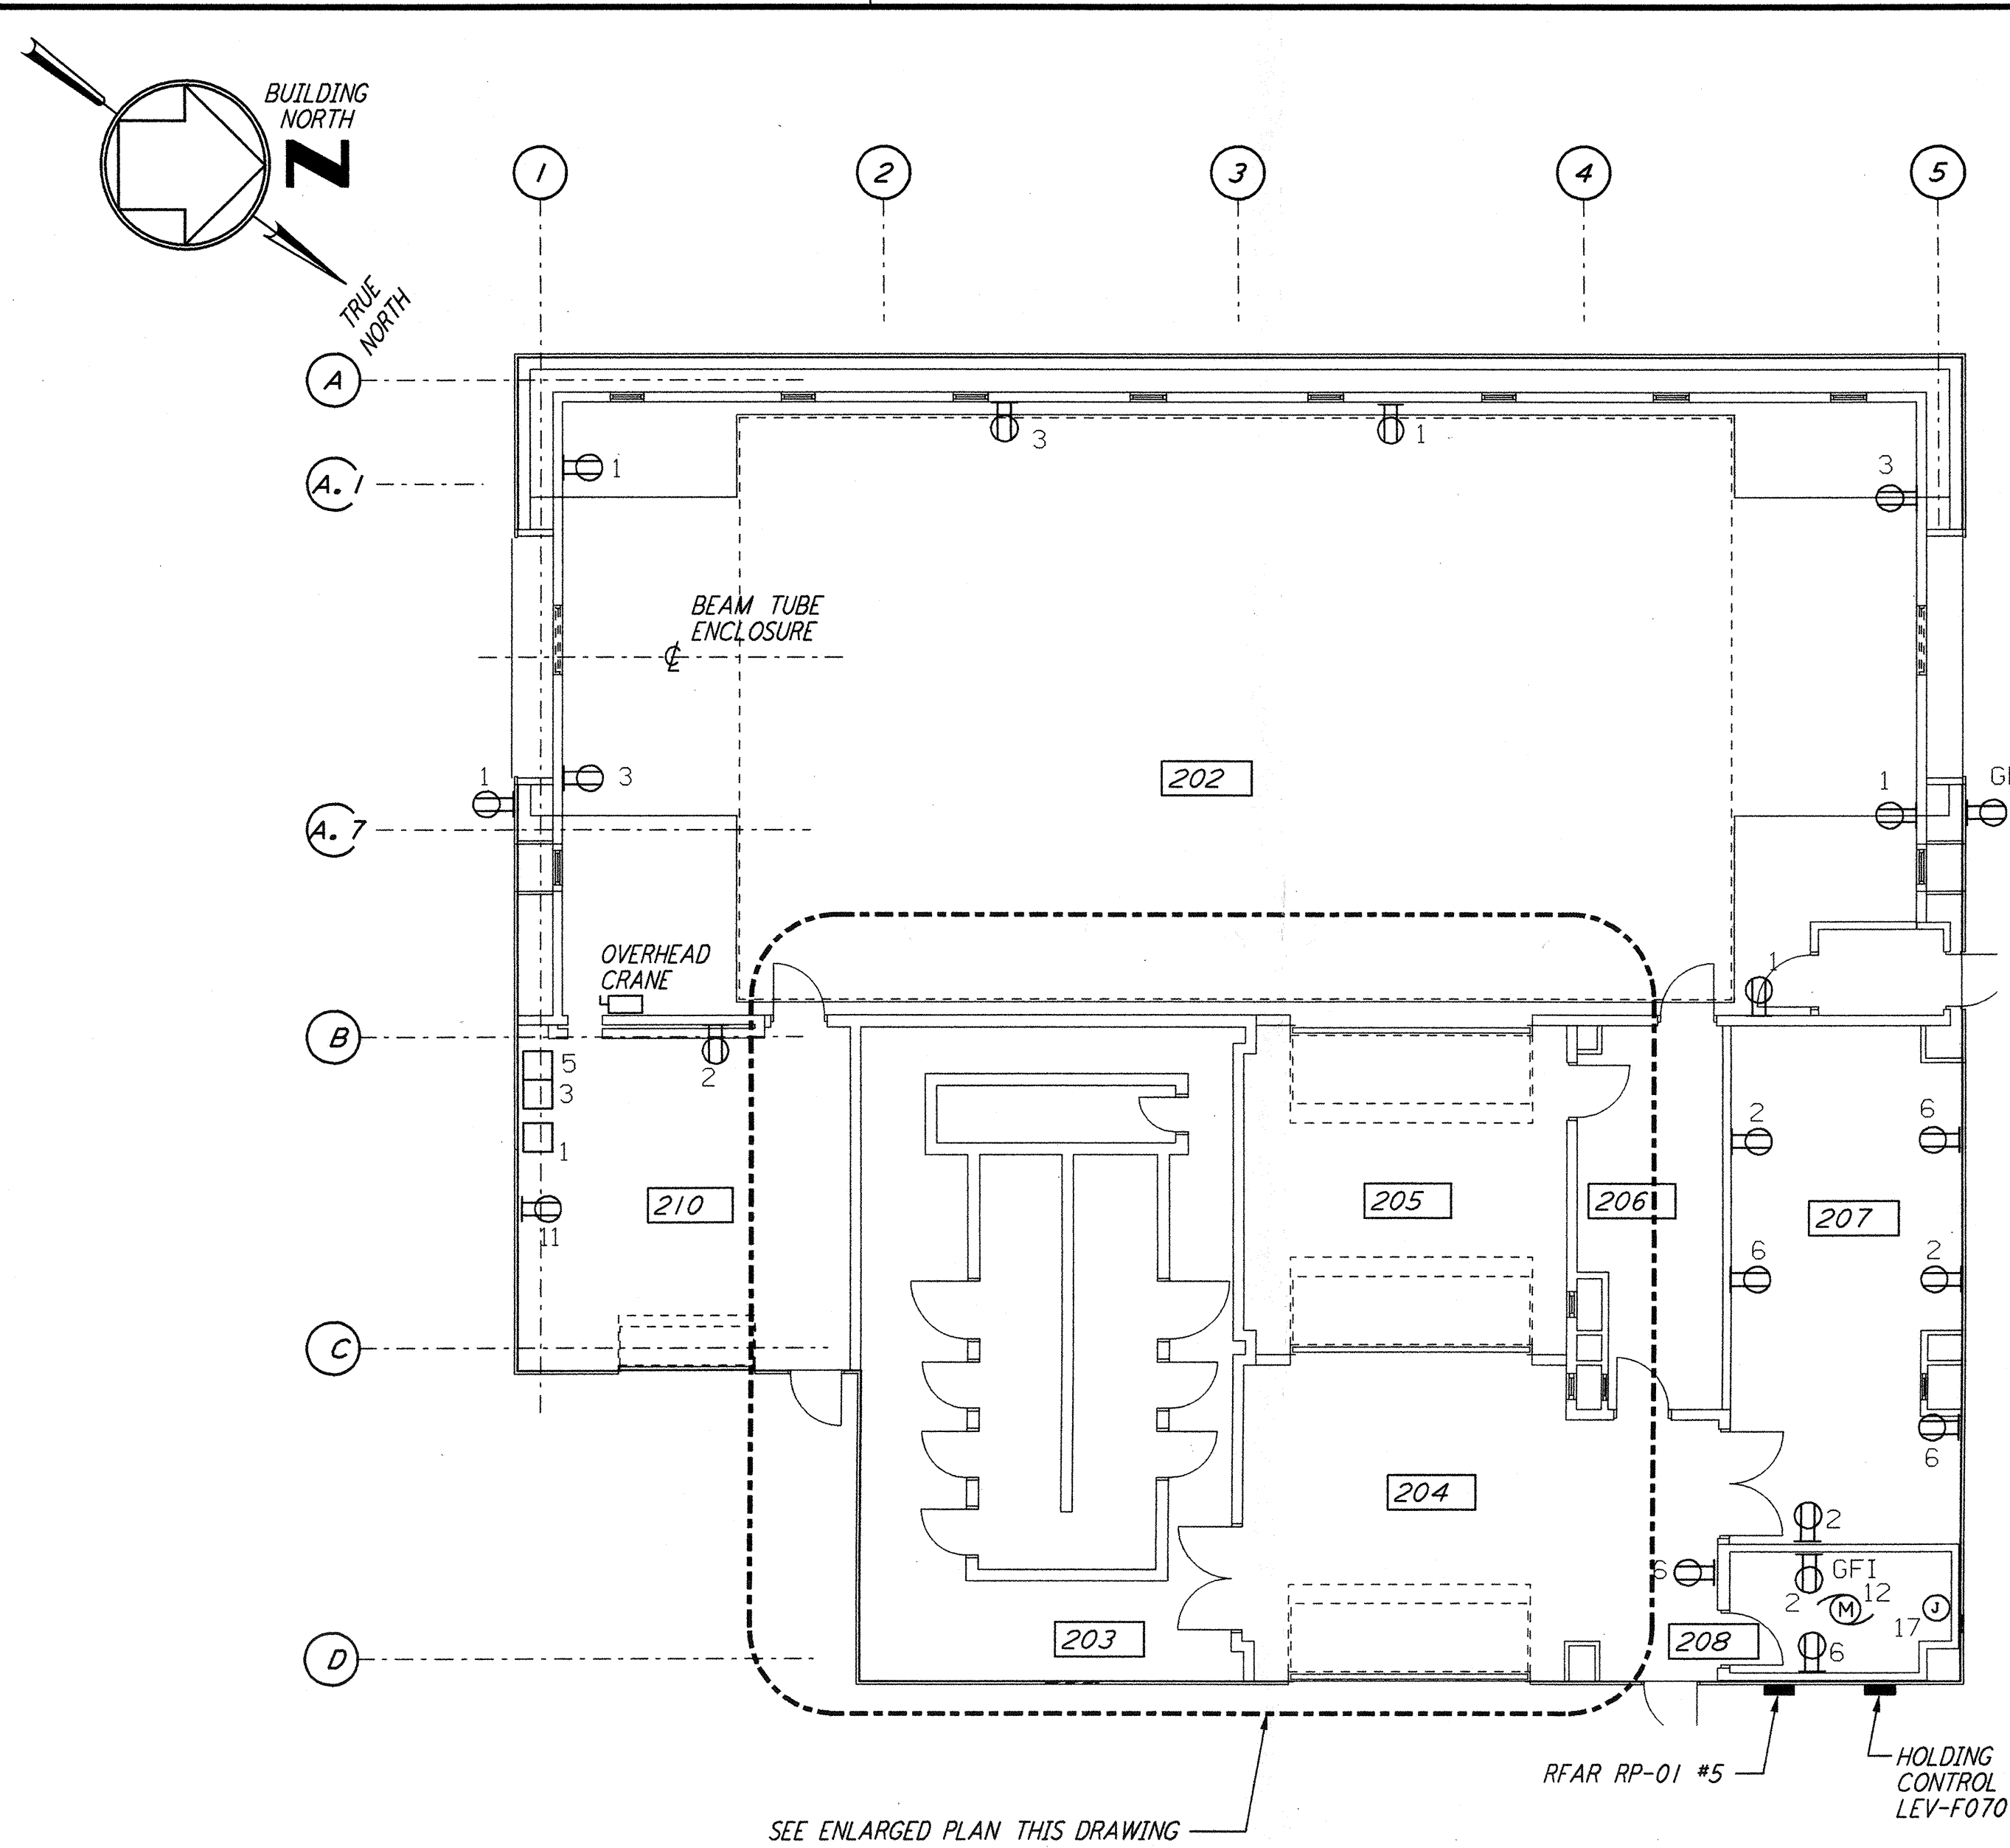 BUILDING
NORTH
N
TRUE
NORTH
1 2 3 4 5
A
3 1
A.1
1 3
BEAM TUBE
ENCLOSURE
℄
202
1 3 1
A.7
OVERHEAD
CRANE
1
B
5 2
3
1
2 6
210 205 206 207
11
6 2
C
6
204
2
6 GFI
2 M 12 J
17
203 208 6
D
RFAR RP-01 #5
HOLDING
CONTROL
LEV-F070
SEE ENLARGED PLAN THIS DRAWING